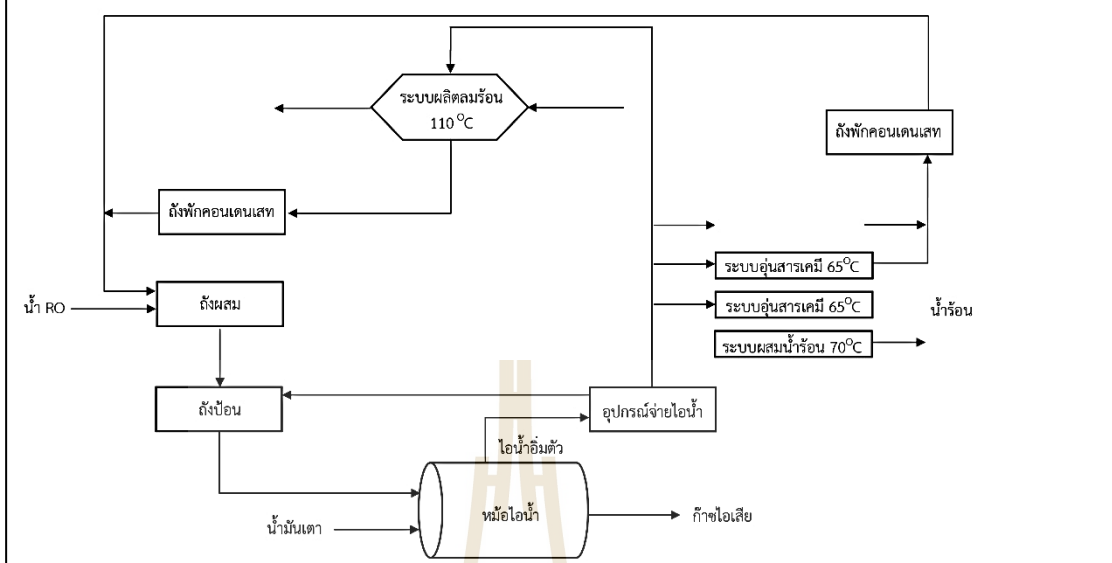 ระบบผลิตลมร้อน
110 ⁰C
ถังพักคอนเดนเสท
ถังพักคอนเดนเสท
ระบบอุ่นสารเคมี 65⁰C
น้ำ RO
ถังผสม
ระบบอุ่นสารเคมี 65⁰C
น้ำร้อน
ระบบผสมน้ำร้อน 70⁰C
ถังป้อน
อุปกรณ์จ่ายไอน้ำ
ไอน้ำอิ่มตัว
หม้อไอน้ำ
ก๊าซไอเสีย
น้ำมันเตา